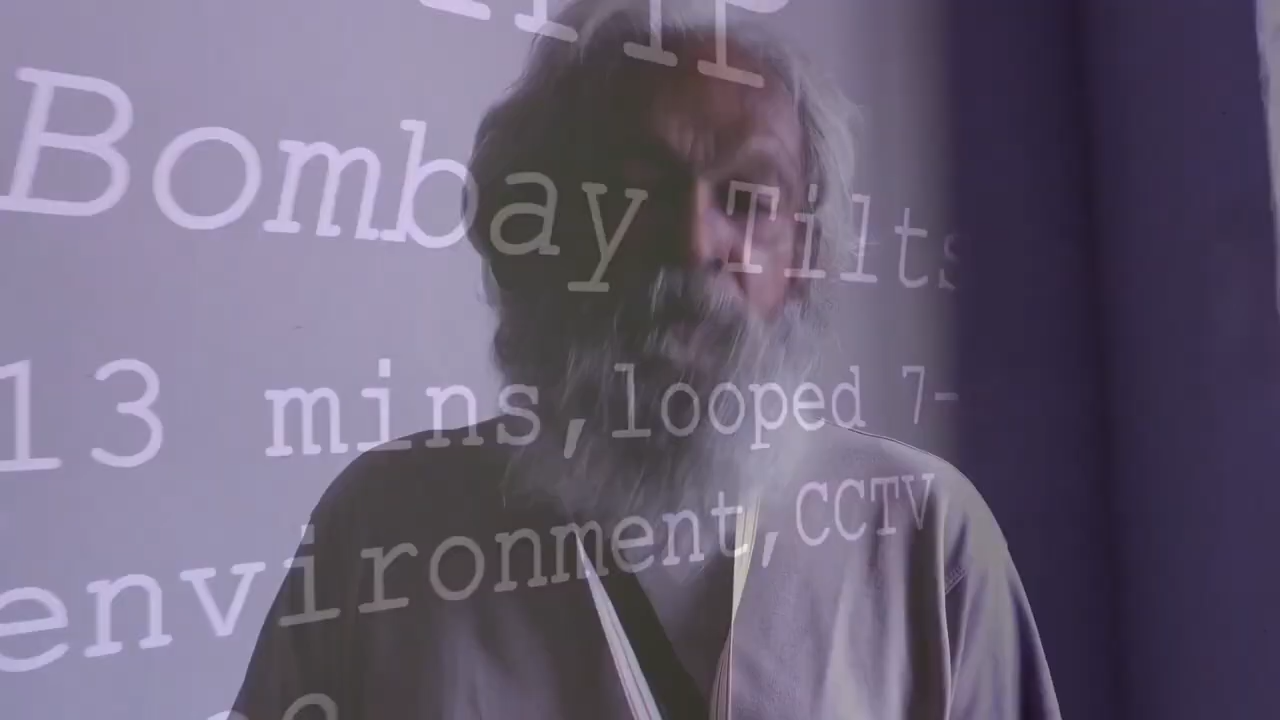 Bombay Tilts
13 mins, looped 7-
environment, CCTV